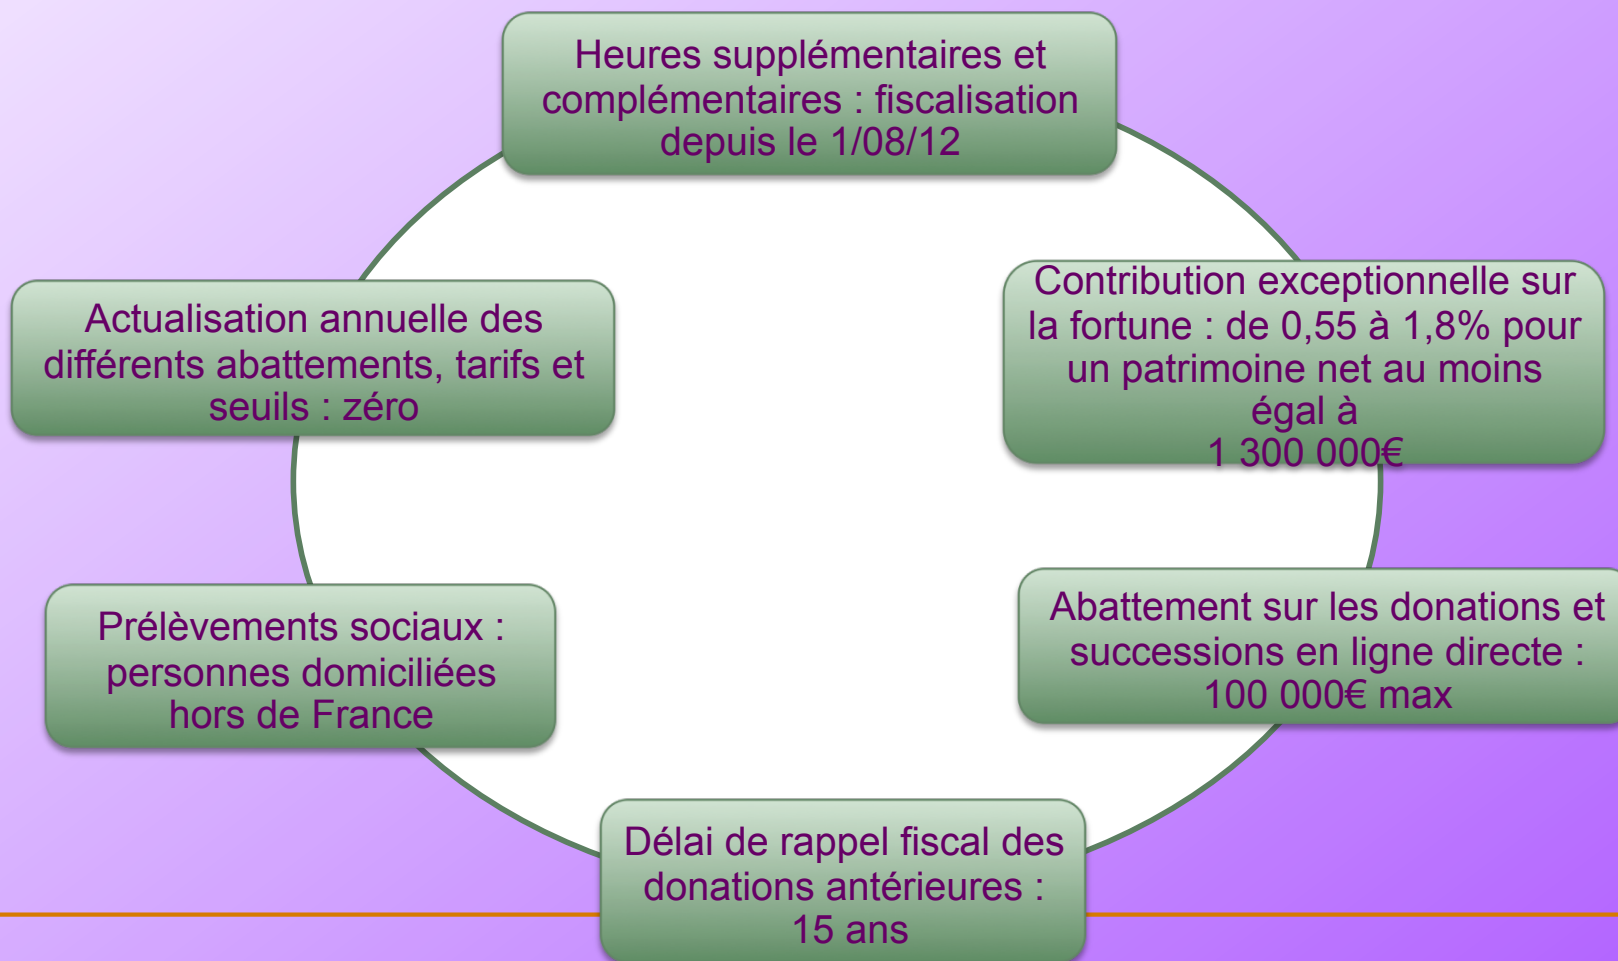 Heures supplémentaires et
complémentaires : fiscalisation
depuis le 1/08/12
Contribution exceptionnelle sur
la fortune : de 0,55 à 1,8% pour
un patrimoine net au moins
égal à
1 300 000€
Abattement sur les donations et
successions en ligne directe :
100 000€ max
Délai de rappel fiscal des
donations antérieures :
15 ans
Prélèvements sociaux :
personnes domiciliées
hors de France
Actualisation annuelle des
différents abattements, tarifs et
seuils : zéro